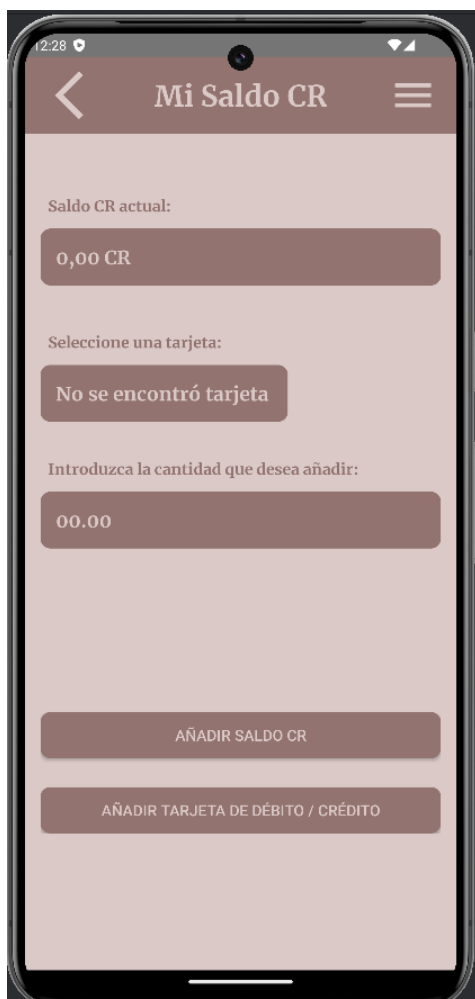 12:28
Mi Saldo CR
Saldo CR actual:
0,00 CR
Seleccione una tarjeta:
No se encontró tarjeta
Introduzca la cantidad que desea añadir:
00.00
AÑADIR SALDO CR
AÑADIR TARJETA DE DÉBITO / CRÉDITO